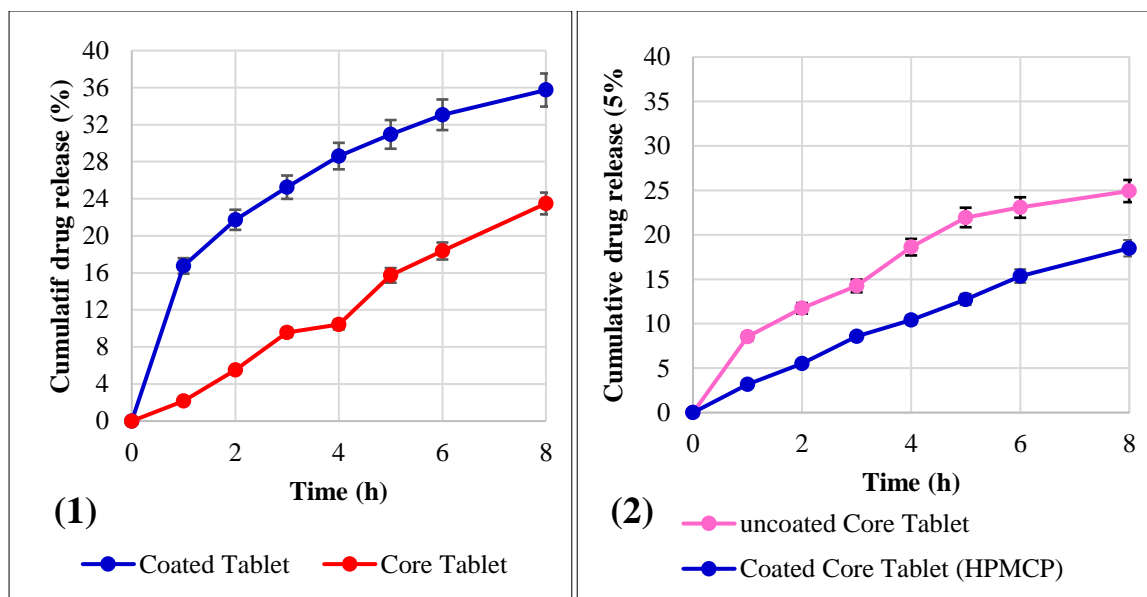 Cumulatif drug release (%)
40
36
32
28
24
20
16
12
8
4
0
0 2 4 6 8
Time (h)
(1)
Coated Tablet Core Tablet
Cumulative drug release (5%
40
35
30
25
20
15
10
5
0
0 2 4 6 8
Time (h)
(2)
uncoated Core Tablet
Coated Core Tablet (HPMCP)